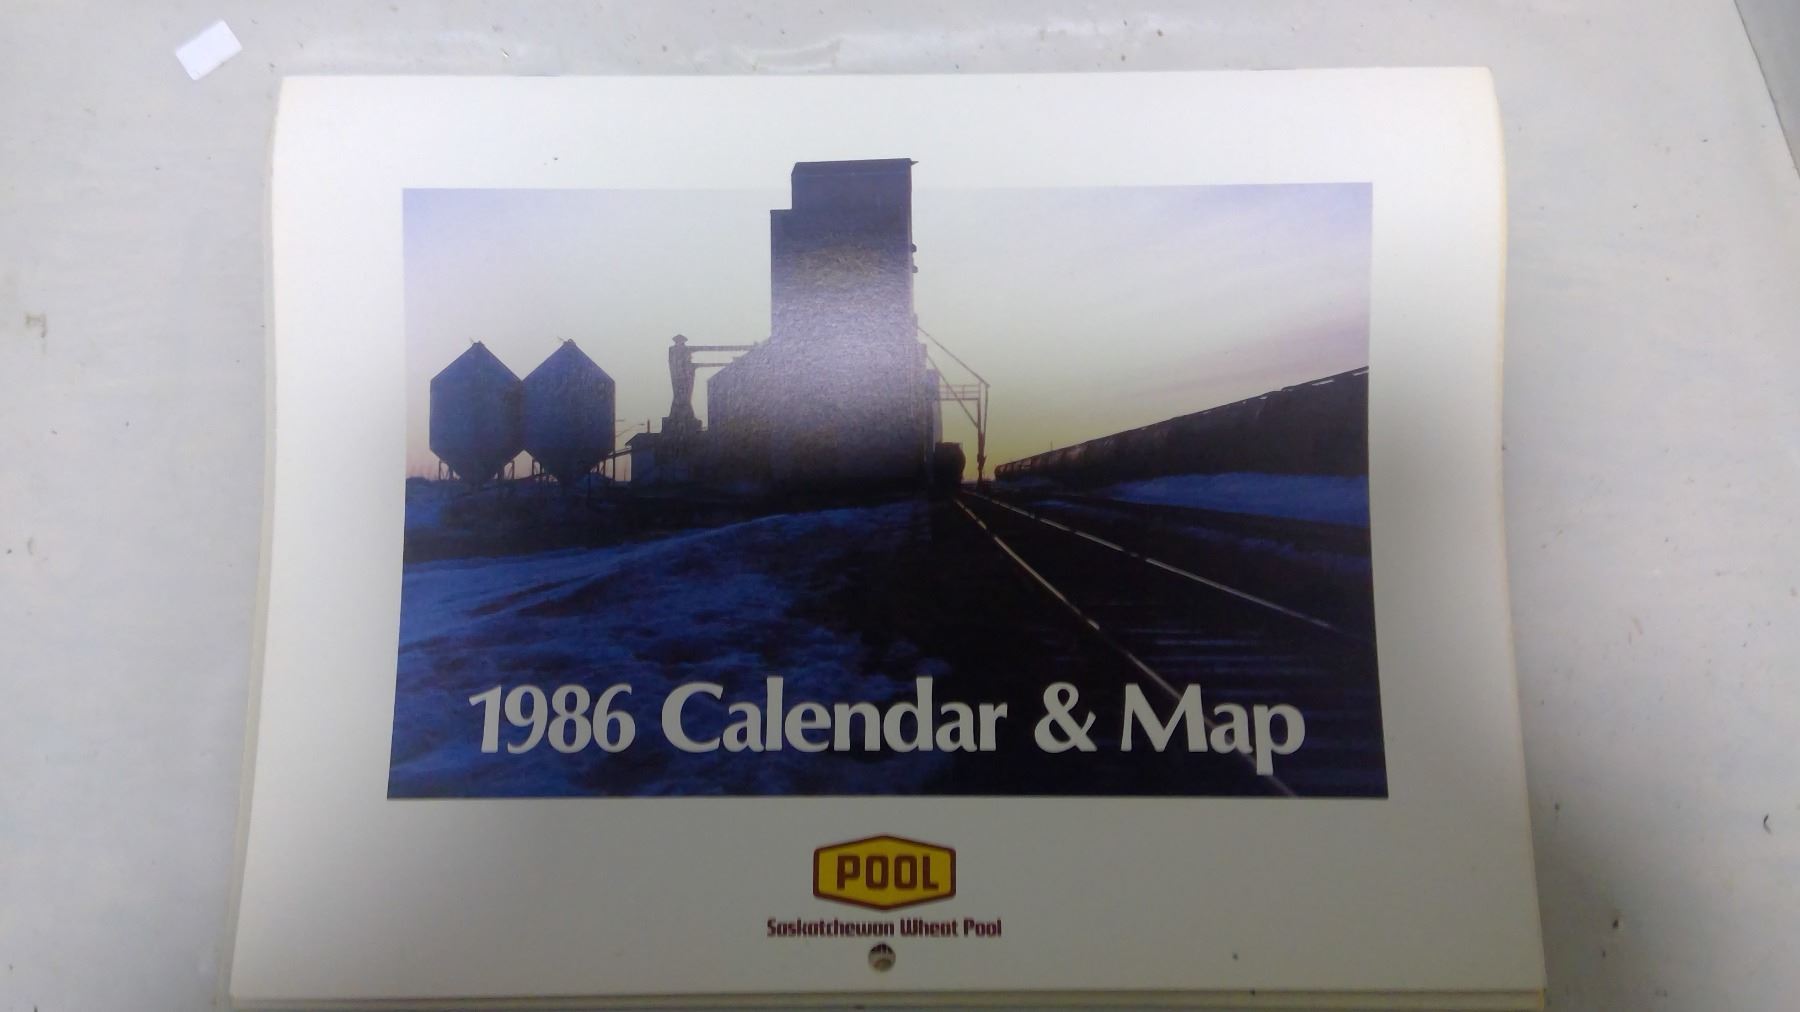 1986 Calendar & Map
POOL
Saskatchewan Wheat Pool